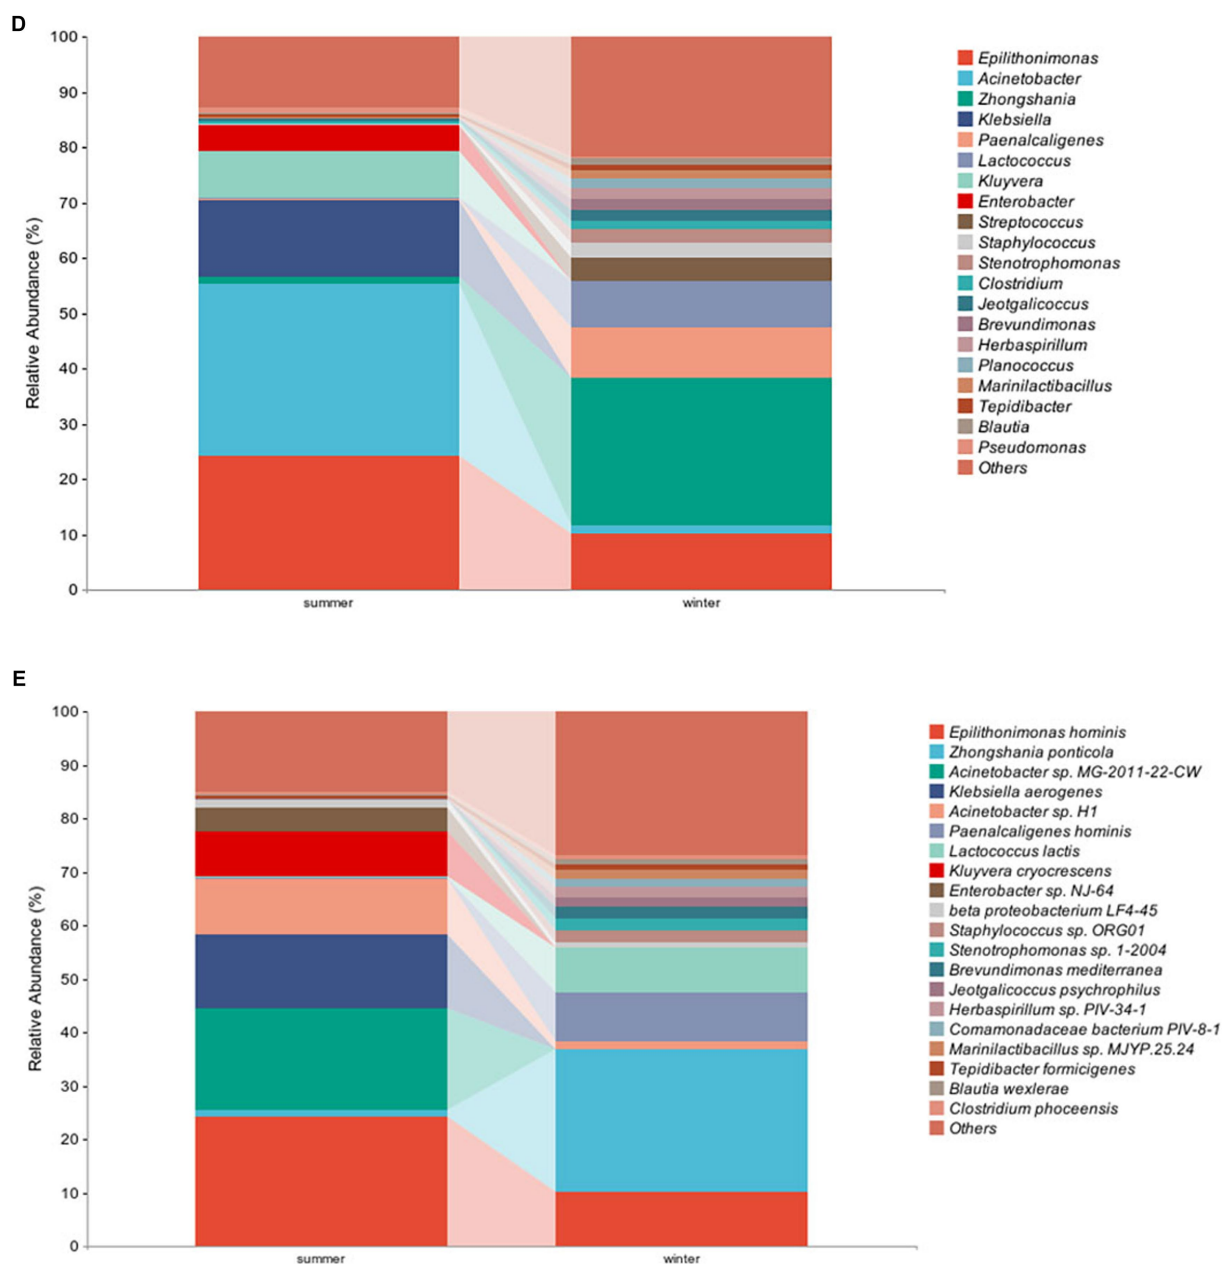 D
100
90
80
70
60
50
40
30
20
10
0
Relative Abundance (%)
summer
winter
Epilithonimonas
Acinetobacter
Zhongshania
Klebsiella
Paenalcaligenes
Lactococcus
Kluyvera
Enterobacter
Streptococcus
Staphylococcus
Stenotrophomonas
Clostridium
Jeotgalicoccus
Brevundimonas
Herbaspirillum
Planococcus
Marinilactibacillus
Tepidibacter
Blautia
Pseudomonas
Others
E
100
90
80
70
60
50
40
30
20
10
0
Relative Abundance (%)
summer
winter
Epilithonimonas hominis
Zhongshania ponticola
Acinetobacter sp. MG-2011-22-CW
Klebsiella aerogenes
Acinetobacter sp. H1
Paenalcaligenes hominis
Lactococcus lactis
Kluyvera cryocrescens
Enterobacter sp. NJ-64
beta proteobacterium LF4-45
Staphylococcus sp. ORG01
Stenotrophomonas sp. 1-2004
Brevundimonas mediterranea
Jeotgalicoccus psychrophilus
Herbaspirillum sp. PIV-34-1
Comamonadaceae bacterium PIV-8-1
Marinilactibacillus sp. MJYP.25.24
Tepidibacter formicigenes
Blautia wexlerae
Clostridium phoceensis
Others